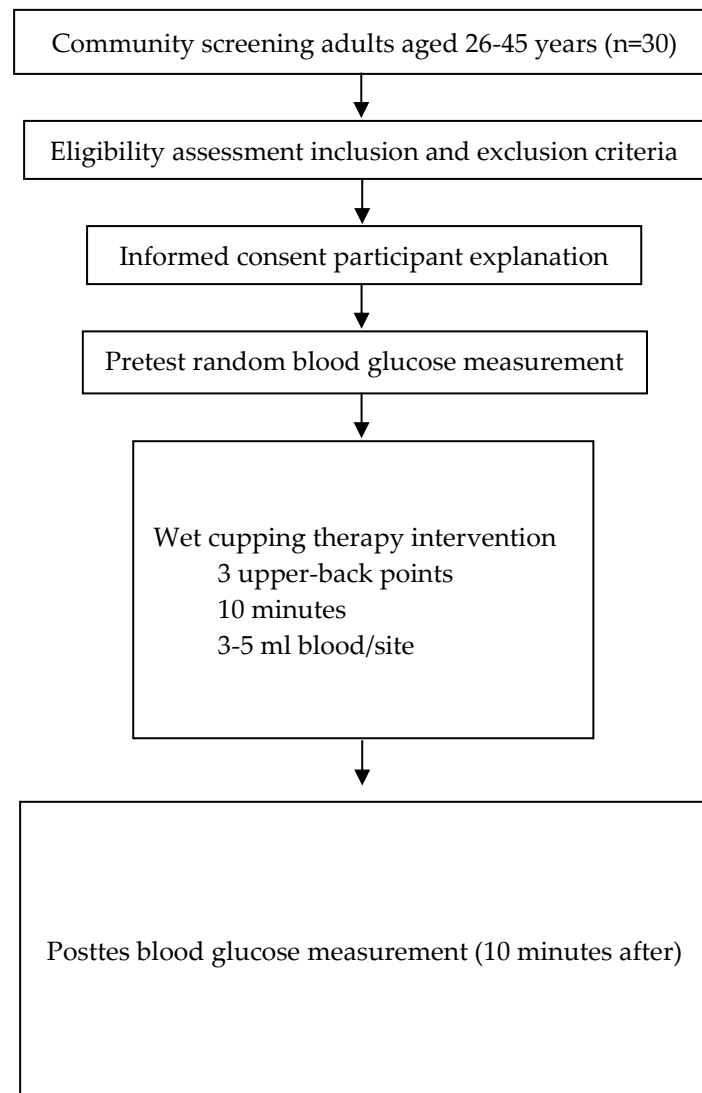 Community screening adults aged 26-45 years (n=30)
Eligibility assessment inclusion and exclusion criteria
Informed consent participant explanation
Pretest random blood glucose measurement
Wet cupping therapy intervention
3 upper-back points
10 minutes
3-5 ml blood/site
Posttes blood glucose measurement (10 minutes after)